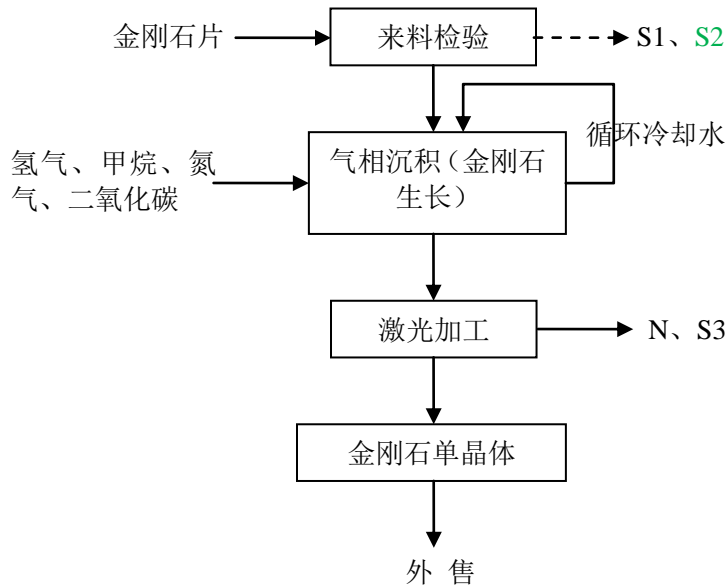 金刚石片
来料检验
S1、S2
循环冷却水
氢气、甲烷、氮
气、二氧化碳
气相沉积（金刚石
生长）
激光加工
N、S3
金刚石单晶体
外 售